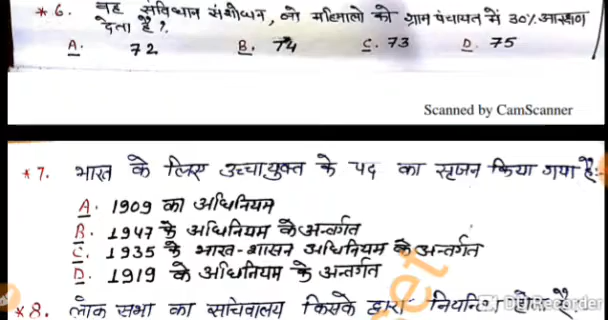 * 6. वह संविधान संशोधन, जो महिलाओ को ग्राम पंचायत में 30% आरक्षण
देता है?
A. 72 B. 74 C. 73 D. 75
Scanned by CamScanner
* 7. भारत के लिए उच्चायुक्त के पद का सृजन किया गया है:-
A. 1909 का अधिनियम
B. 1947 के अधिनियम के अन्तर्गत
C. 1935 के भारत-शासन अधिनियम के अन्तर्गत
D. 1919 के अधिनियम के अन्तर्गत
* 8. लोक सभा का सचिवालय किसके द्वारा होता है.
Recorder